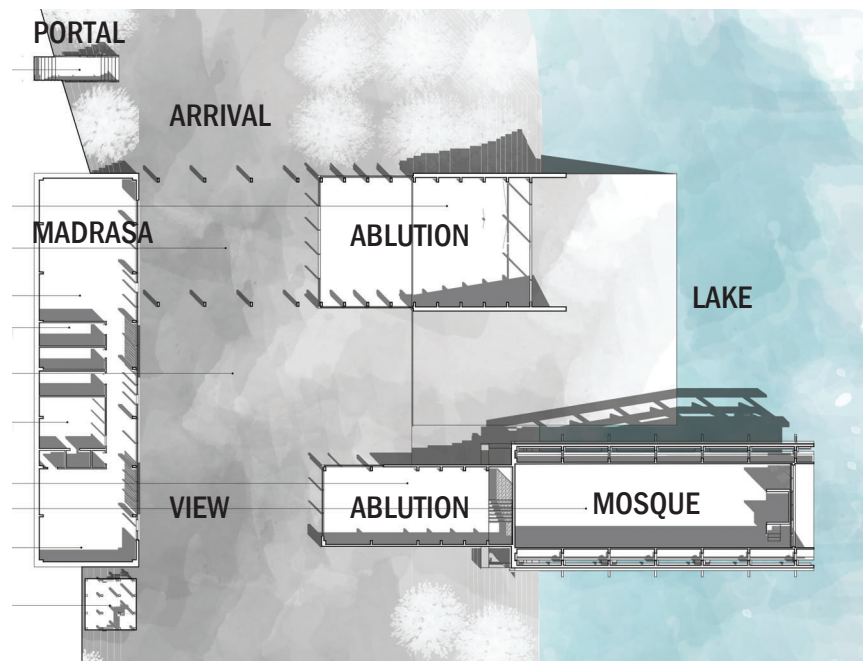 PORTAL
ARRIVAL
MADRASA
ABLUTION
LAKE
VIEW
ABLUTION
MOSQUE